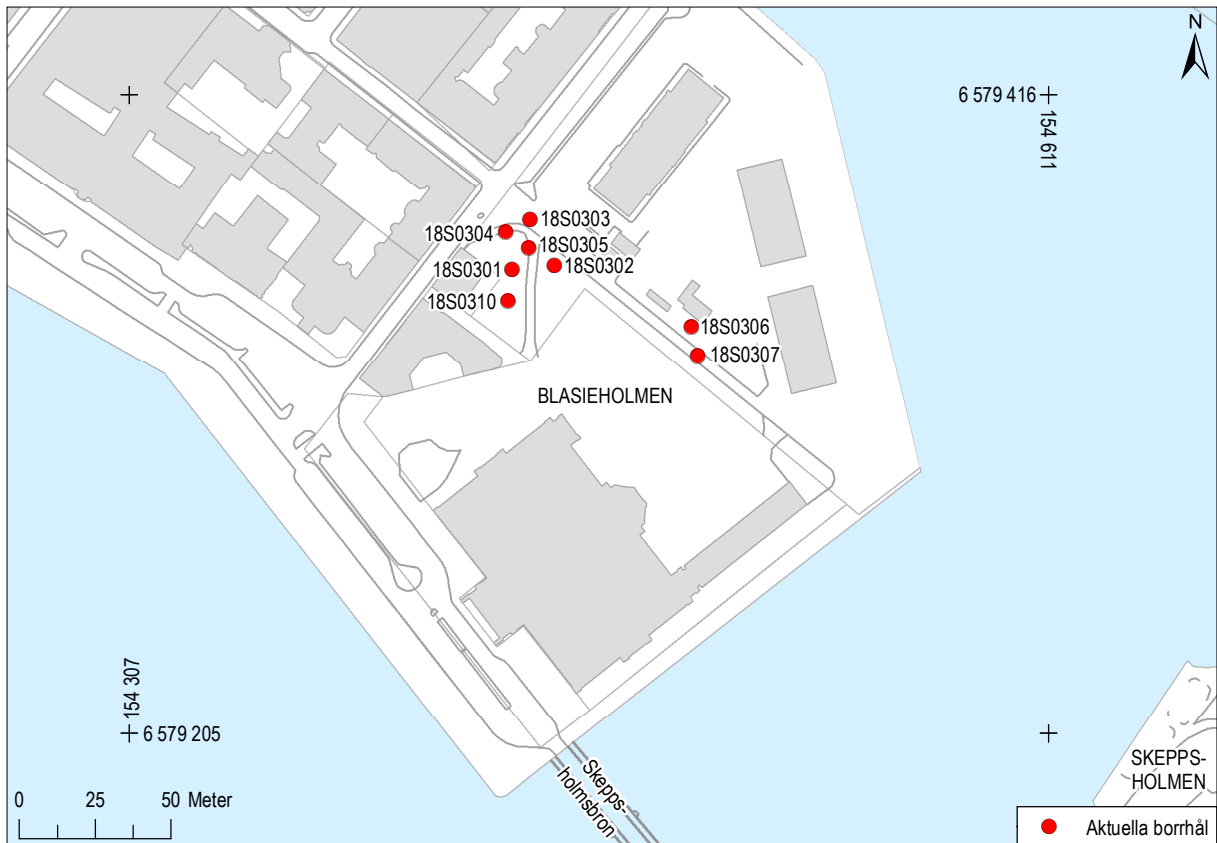 N
6 579 416
154 611
18S0303
18S0304
18S0305
18S0301
18S0302
18S0310
18S0306
18S0307
BLASIEHOLMEN
154 307
6 579 205
Skepps-
holmsbron
SKEPPS-
HOLMEN
0 25 50 Meter
Aktuella borrhål